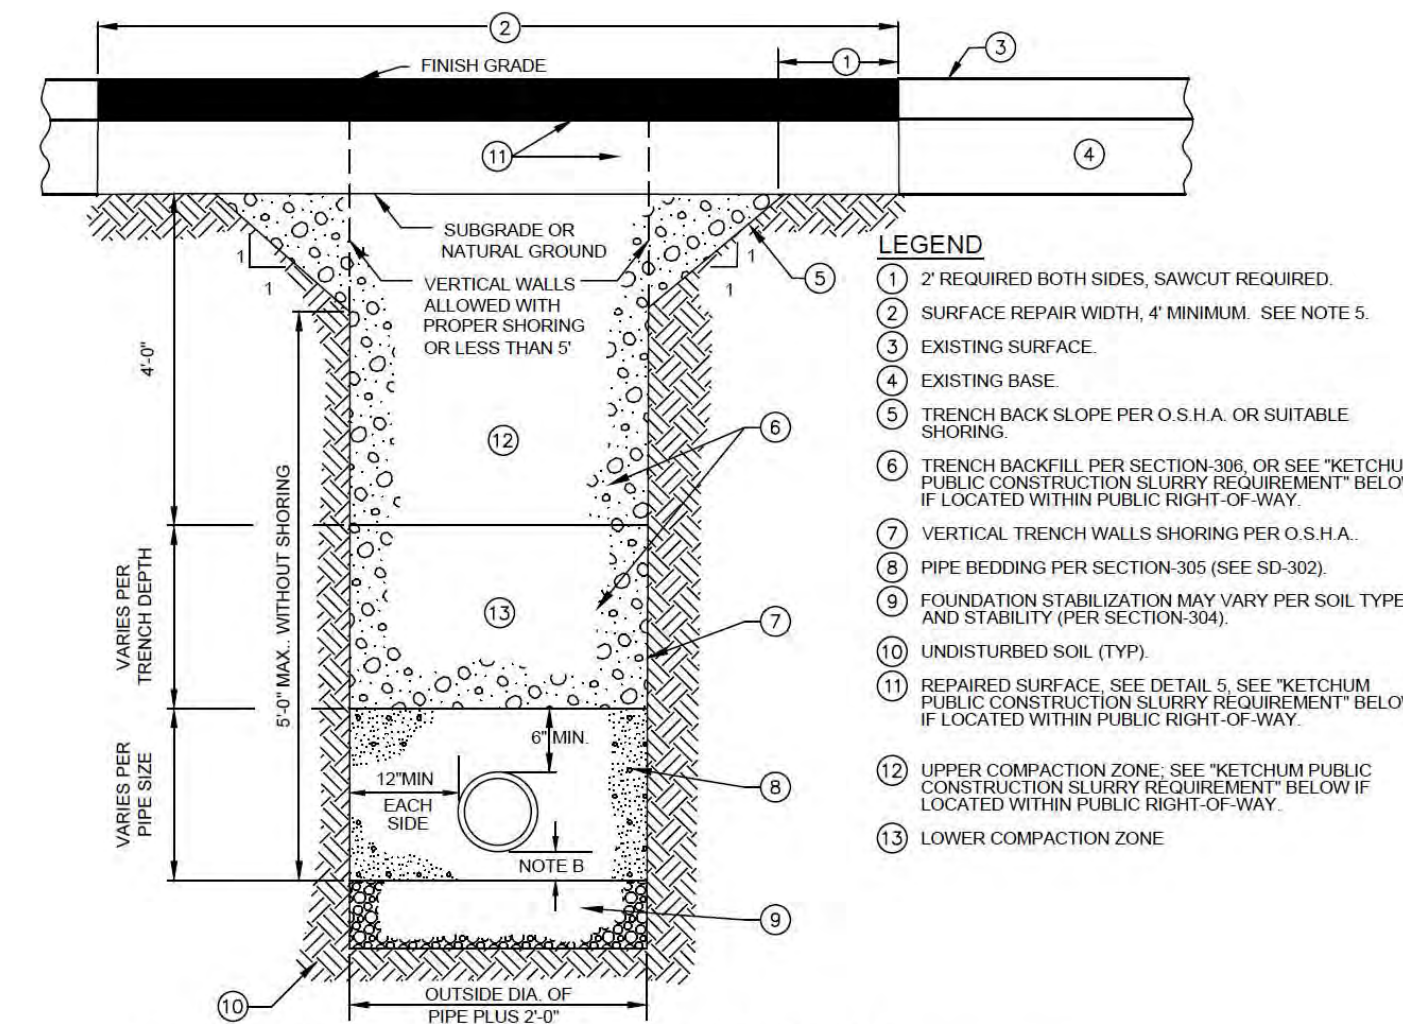 2
FINISH GRADE
1
3
11
4
SUBGRADE OR
NATURAL GROUND
1
1
VERTICAL WALLS
ALLOWED WITH
PROPER SHORING
OR LESS THAN 5'
1
1
5
4'-0"
12
6
5'-0" MAX.. WITHOUT SHORING
VARIES PER
TRENCH DEPTH
13
7
VARIES PER
PIPE SIZE
6" MIN.
12"MIN
EACH
SIDE
8
NOTE B
9
10
OUTSIDE DIA. OF
PIPE PLUS 2'-0"
LEGEND
1 2' REQUIRED BOTH SIDES, SAWCUT REQUIRED.
2 SURFACE REPAIR WIDTH, 4' MINIMUM. SEE NOTE 5.
3 EXISTING SURFACE.
4 EXISTING BASE.
5 TRENCH BACK SLOPE PER O.S.H.A. OR SUITABLE
SHORING.
6 TRENCH BACKFILL PER SECTION-306, OR SEE "KETCHU
PUBLIC CONSTRUCTION SLURRY REQUIREMENT" BELO
IF LOCATED WITHIN PUBLIC RIGHT-OF-WAY.
7 VERTICAL TRENCH WALLS SHORING PER O.S.H.A..
8 PIPE BEDDING PER SECTION-305 (SEE SD-302).
9 FOUNDATION STABILIZATION MAY VARY PER SOIL TYPE
AND STABILITY (PER SECTION-304).
10 UNDISTURBED SOIL (TYP).
11 REPAIRED SURFACE, SEE DETAIL 5, SEE "KETCHUM
PUBLIC CONSTRUCTION SLURRY REQUIREMENT" BELO
IF LOCATED WITHIN PUBLIC RIGHT-OF-WAY.
12 UPPER COMPACTION ZONE; SEE "KETCHUM PUBLIC
CONSTRUCTION SLURRY REQUIREMENT" BELOW IF
LOCATED WITHIN PUBLIC RIGHT-OF-WAY.
13 LOWER COMPACTION ZONE